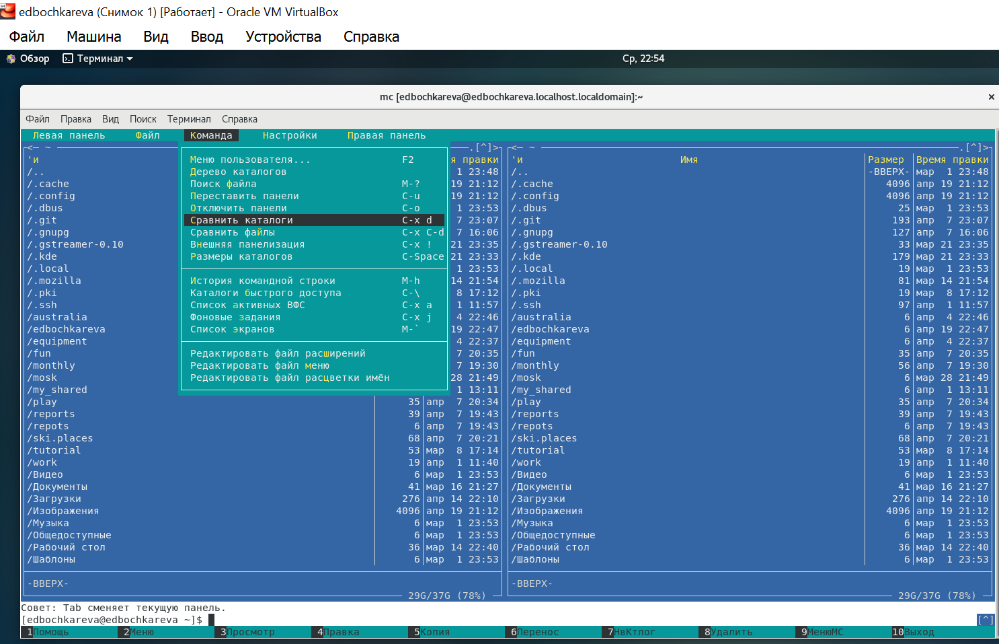 edbochkareva (Снимок 1) [Работает] - Oracle VM VirtualBox
Файл Машина Вид Ввод Устройства Справка
Обзор Терминал Ср, 22:54
mc [edbochkareva@edbochkareva.localhost.localdomain]:~ ×
Файл Правка Вид Поиск Терминал Справка
Левая панель Файл Команда Настройки Правая панель
<─ ~ .[^]> <─ ~ .[^]>
'и я правки 'и Имя Размер Время правки
/.. 1 23:48 /.. -ВВЕРХ- мар 1 23:48
/.cache 19 21:12 /.cache 4096 апр 19 21:12
/.config 19 21:12 /.config 4096 апр 19 21:12
/.dbus 1 23:53 /.dbus 25 мар 1 23:53
/.git 7 23:07 /.git 193 апр 7 23:07
/.gnupg 7 16:06 /.gnupg 127 апр 7 16:06
/.gstreamer-0.10 21 23:35 /.gstreamer-0.10 33 мар 21 23:35
/.kde 21 23:33 /.kde 179 мар 21 23:33
/.local 1 23:53 /.local 19 мар 1 23:53
/.mozilla 14 21:54 /.mozilla 81 мар 14 21:54
/.pki 8 17:12 /.pki 19 мар 8 17:12
/.ssh 1 11:57 /.ssh 97 апр 1 11:57
/australia 4 22:46 /australia 6 апр 4 22:46
/edbochkareva 19 22:47 /edbochkareva 6 апр 19 22:47
/equipment 4 22:37 /equipment 6 апр 4 22:37
/fun 7 20:35 /fun 35 апр 7 20:35
/monthly 7 19:30 /monthly 56 апр 7 19:30
/mosk 28 21:49 /mosk 6 мар 28 21:49
/my_shared 1 13:11 /my_shared 6 апр 1 13:11
/play 35 апр 7 20:34 /play 35 апр 7 20:34
/reports 39 апр 7 19:43 /reports 39 апр 7 19:43
/repots 6 апр 7 19:43 /repots 6 апр 7 19:43
/ski.places 68 апр 7 20:21 /ski.places 68 апр 7 20:21
/tutorial 53 мар 8 17:14 /tutorial 53 мар 8 17:14
/work 19 апр 1 11:40 /work 19 апр 1 11:40
/Видео 6 мар 1 23:53 /Видео 6 мар 1 23:53
/Документы 41 мар 16 21:27 /Документы 41 мар 16 21:27
/Загрузки 276 апр 14 22:10 /Загрузки 276 апр 14 22:10
/Изображения 4096 апр 19 21:12 /Изображения 4096 апр 19 21:12
/Музыка 6 мар 1 23:53 /Музыка 6 мар 1 23:53
/Общедоступные 6 мар 1 23:53 /Общедоступные 6 мар 1 23:53
/Рабочий стол 36 мар 14 22:40 /Рабочий стол 36 мар 14 22:40
/Шаблоны 6 мар 1 23:53 /Шаблоны 6 мар 1 23:53
-ВВЕРХ- -ВВЕРХ-
29G/37G (78%) 29G/37G (78%)
Меню пользователя... F2
Дерево каталогов
Поиск файла M-?
Переставить панели C-u
Отключить панели C-o
Сравнить каталоги C-x d
Сравнить файлы C-x C-d
Внешняя панелизация C-x !
Размеры каталогов C-Space
История командной строки M-h
Каталоги быстрого доступа C-\
Список активных ВФС C-x a
Фоновые задания C-x j
Список экранов M-`
Редактировать файл расширений
Редактировать файл меню
Редактировать файл расцветки имён
Совет: Tab сменяет текущую панель.
[edbochkareva@edbochkareva ~]$ [^]
1Помощь 2Меню 3Просмотр 4Правка 5Копия 6Перенос 7НвКтлог 8Удалить 9МенюMC 10Выход